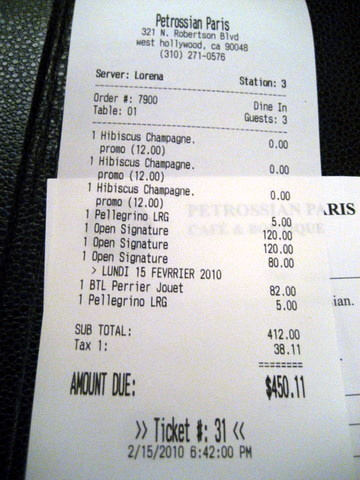 Petrossian Paris
321 N. Robertson Blvd
west hollywood, ca 90048
(310) 271-0576
Server: Lorena Station: 3
Order #: 7900 Dine In
Table: 01 Guests: 3
1 Hibiscus Champagne. 0.00
promo (12.00)
1 Hibiscus Champagne. 0.00
promo (12.00)
1 Hibiscus Champagne. 0.00
promo (12.00)
1 Pellegrino LRG 5.00
1 Open Signature 120.00
1 Open Signature 120.00
1 Open Signature 80.00
> LUNDI 15 FEVRRIER 2010
1 BTL Perrier Jouet 82.00
1 Pellegrino LRG 5.00
SUB TOTAL: 412.00
Tax 1: 38.11
========
AMOUNT DUE: $450.11
>> Ticket #: 31 <<
2/15/2010 6:42:00 PM
PETROSSIAN PARIS
CAFÉ & BOUTIQUE
ian.